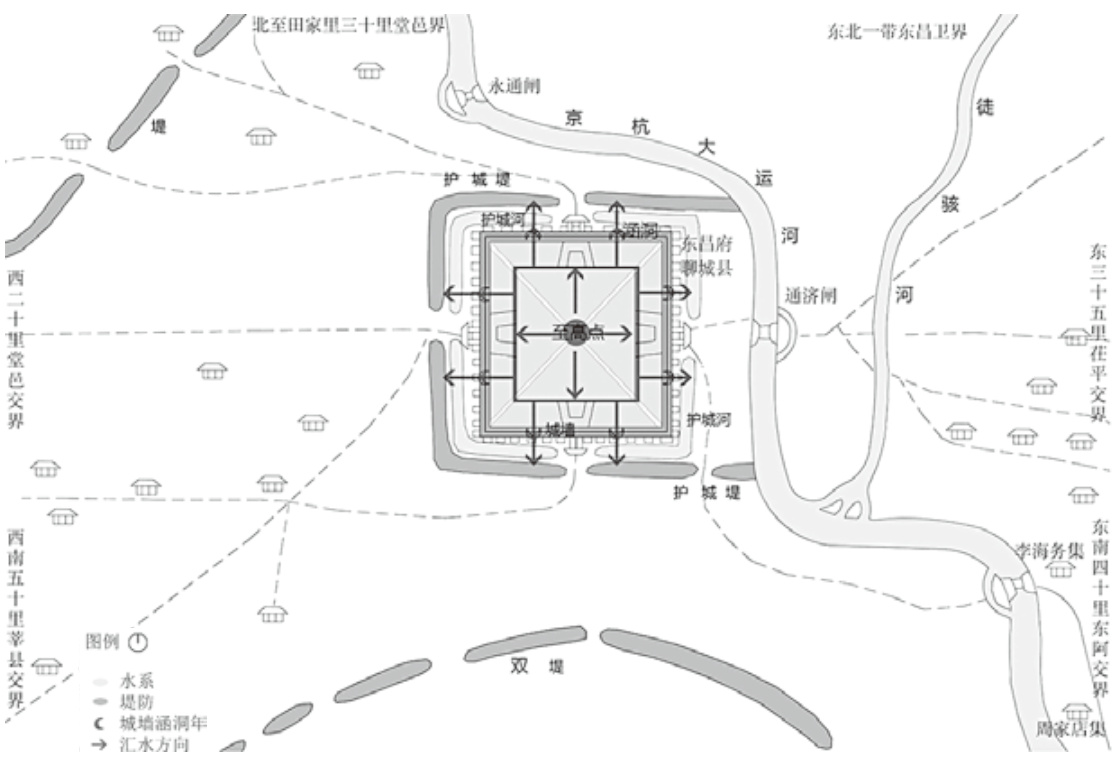 北至田家里三十里堂邑界
东北一带东昌卫界
永通闸
京杭大运河
徒骇河
堤
护城堤
护城河
涵洞
东昌府
聊城县
通济闸
至高点
西二十里堂邑交界
东三十五里茌平交界
城墙
护城河
护城堤
李海务集
西南五十里莘县交界
东南四十里东阿交界
双堤
周家店集
图例
水系
堤防
城墙涵洞年
汇水方向